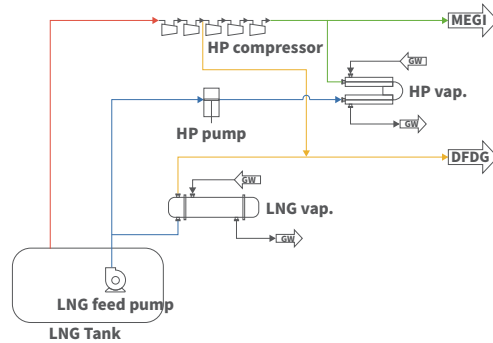 MEGI
HP compressor
GW
HP vap.
HP pump
GW
DFDG
GW
LNG vap.
GW
LNG feed pump
LNG Tank